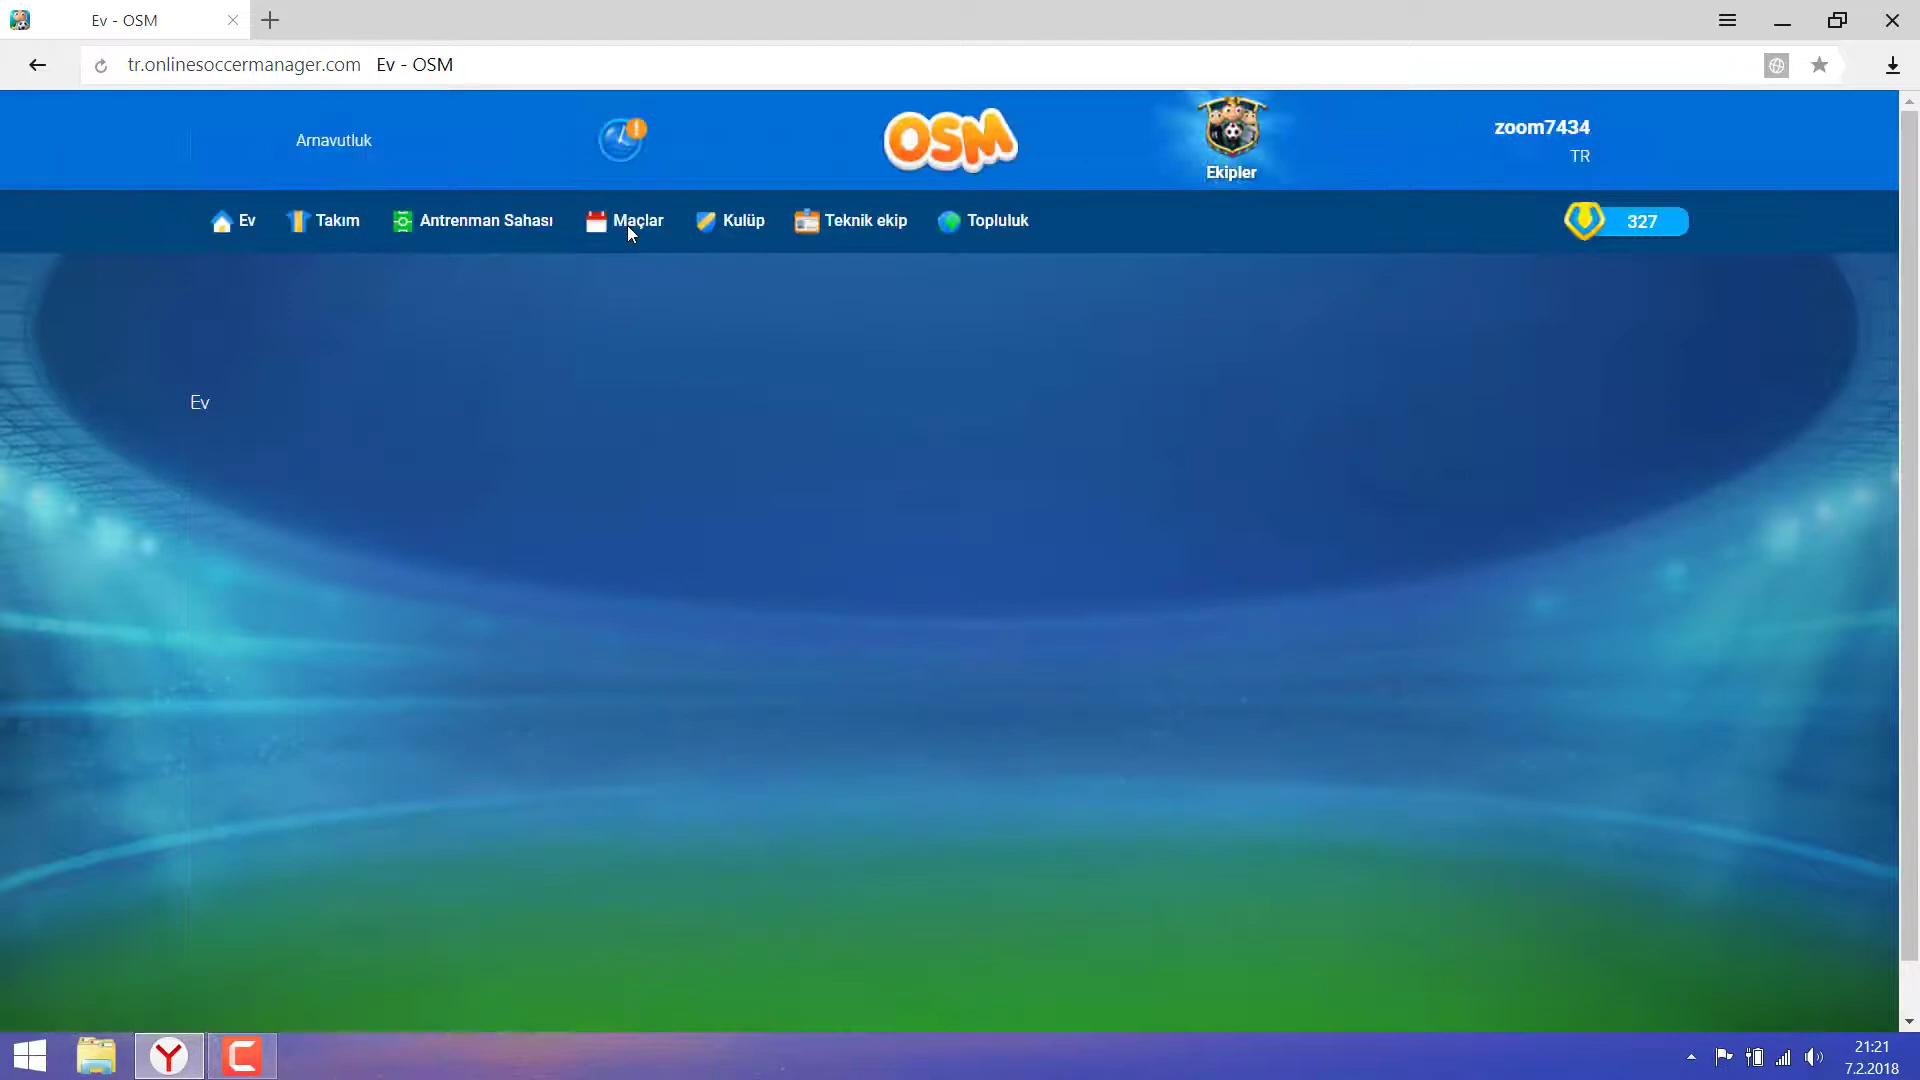 Ev - OSM
tr.onlinesoccermanager.com Ev - OSM
Arnavutluk
OSM
Ekipler
zoom7434
TR
Ev Takım Antrenman Sahası Maçlar Kulüp Teknik ekip Topluluk 327
Ev
21:21
7.2.2018